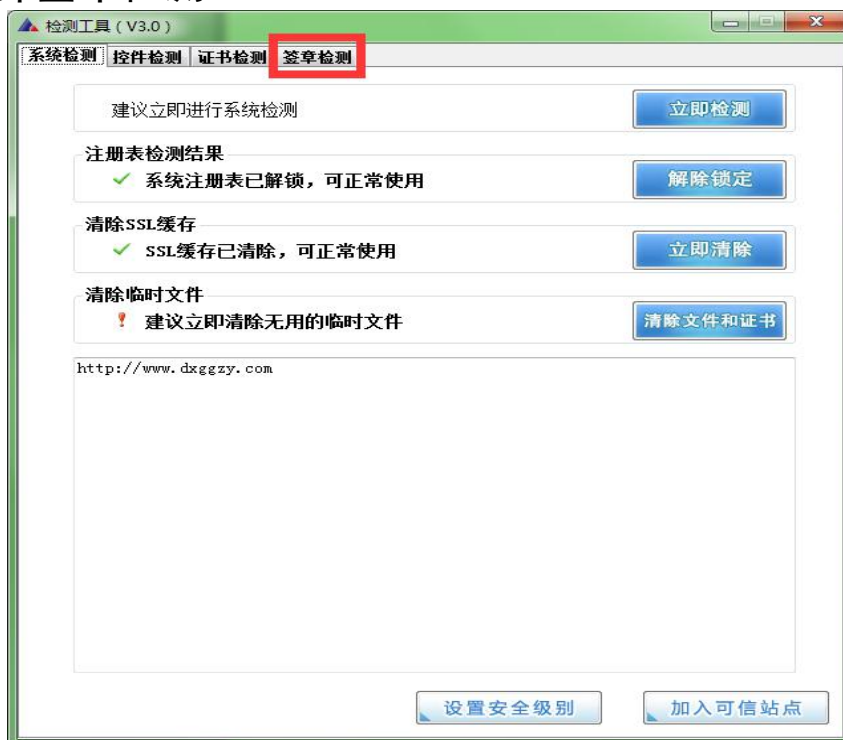 检测工具（V3.0）
系统检测 控件检测 证书检测 签章检测
建议立即进行系统检测 立即检测
注册表检测结果
系统注册表已解锁，可正常使用 解除锁定
清除SSL缓存
SSL缓存已清除，可正常使用 立即清除
清除临时文件
建议立即清除无用的临时文件 清除文件和证书
http://www.dxggzy.com
设置安全级别 加入可信站点